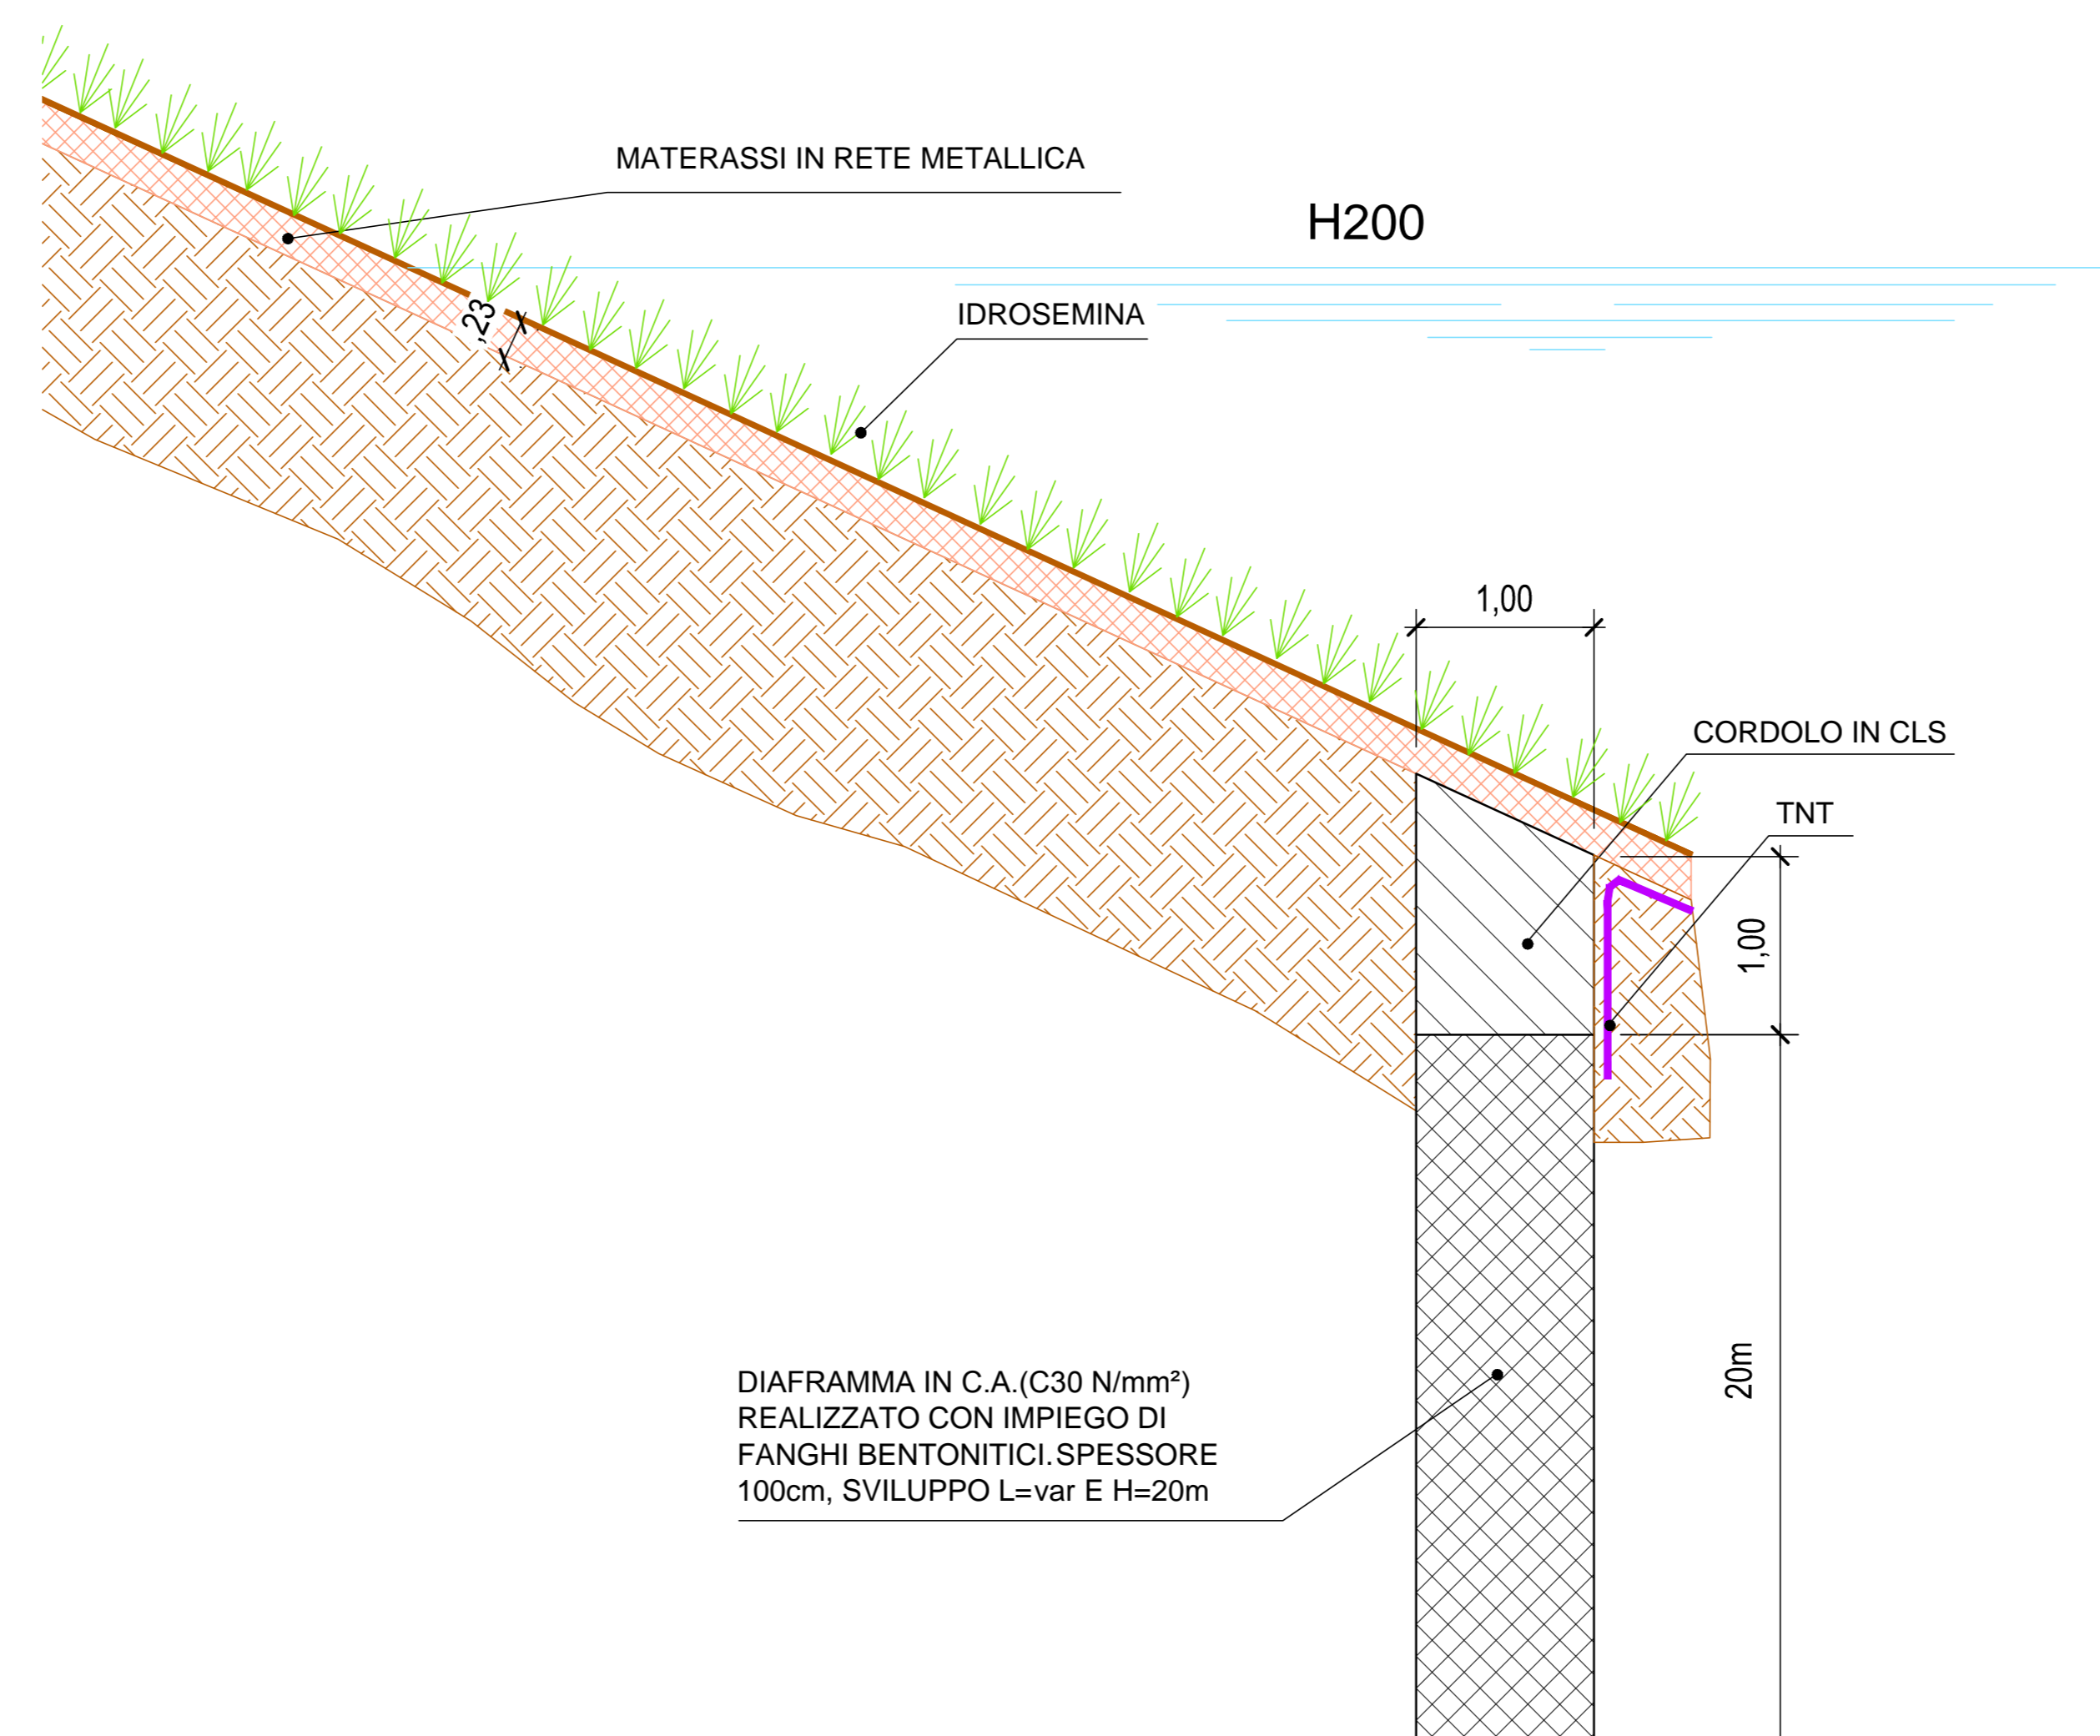 MATERASSI IN RETE METALLICA
H200
,23
IDROSEMINA
1,00
CORDOLO IN CLS
TNT
1,00
20m
DIAFRAMMA IN C.A.(C30 N/mm²)
REALIZZATO CON IMPIEGO DI
FANGHI BENTONITICI.SPESSORE
100cm, SVILUPPO L=var E H=20m